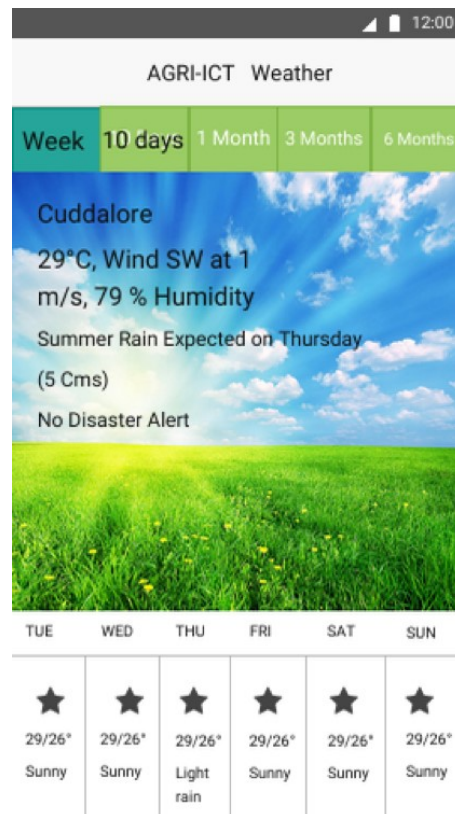 12:00
AGRI-ICT Weather
Week 10 days 1 Month 3 Months 6 Months
Cuddalore
29°C, Wind SW at 1
m/s, 79 % Humidity
Summer Rain Expected on Thursday
(5 Cms)
No Disaster Alert
TUE WED THU FRI SAT SUN
29/26° 29/26° 29/26° 29/26° 29/26° 29/26°
Sunny Sunny Light Sunny Sunny Sunny
rain